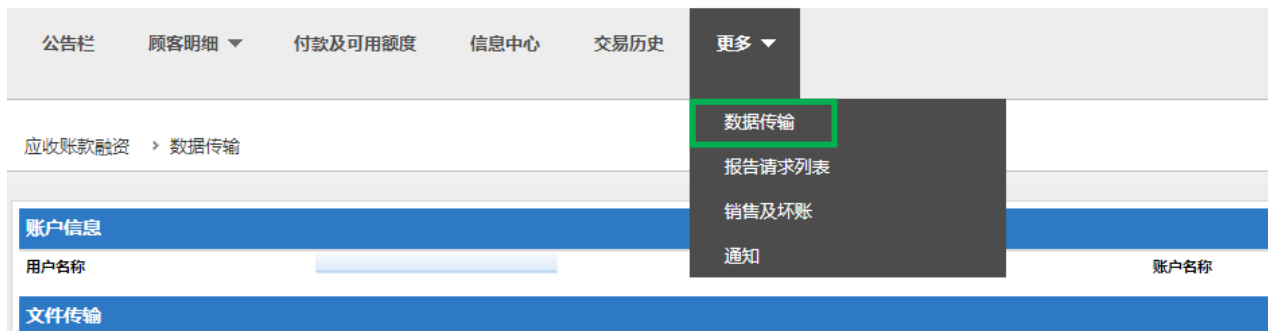 公告栏 顾客明细 付款及可用额度 信息中心 交易历史 更多
数据传输
应收账款融资 > 数据传输
报告请求列表
销售及坏账
账户信息
通知
用户名称 账户名称
文件传输